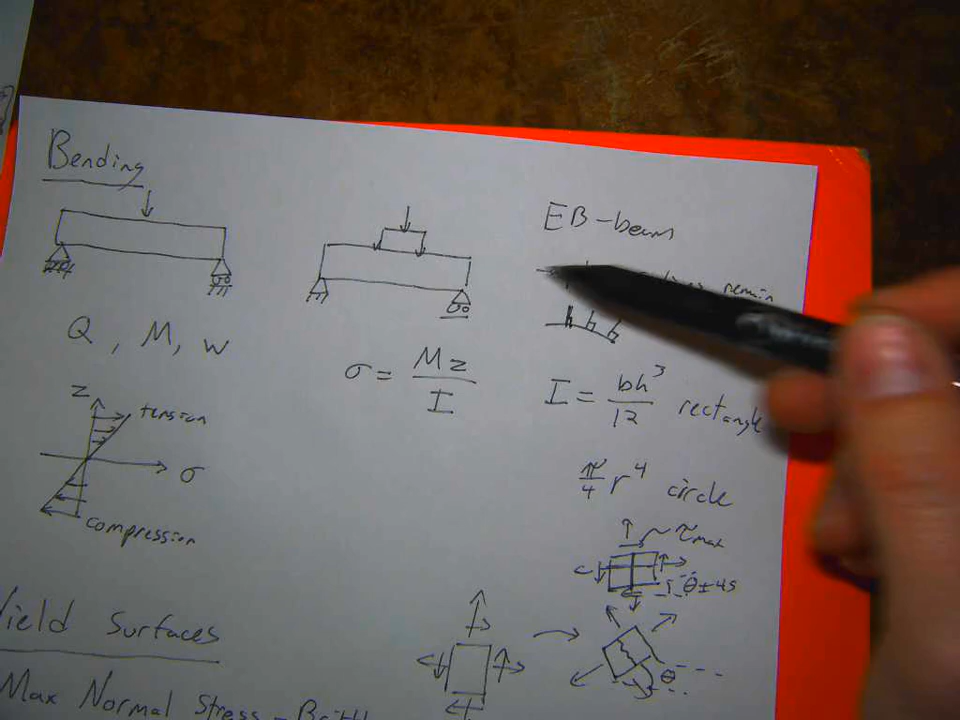 Bending
EB-beam
remain
Q, M, w
σ = Mz / I
I = bh³ / 12 rectangle
z
tension
σ
compression
π/4 r⁴ circle
τmax
θ±45
Yield Surfaces
θ
Max Normal Stress -